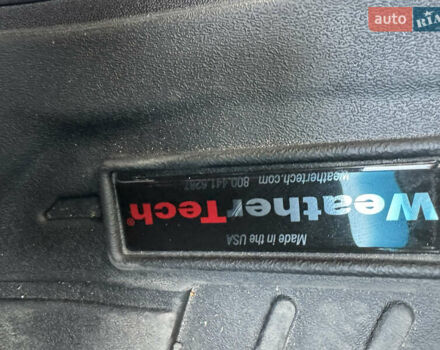 auto RIA
Made in the USA
WeatherTech®
800.441.6287 weathertech.com